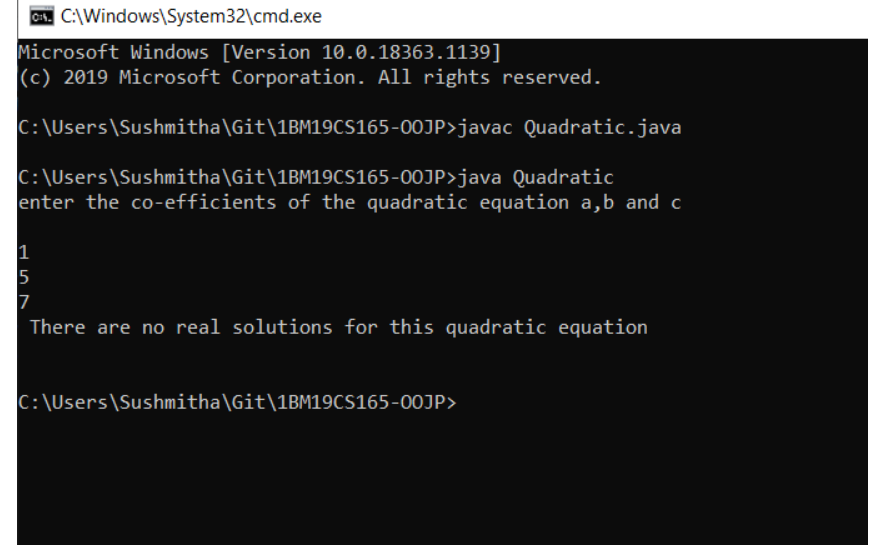 C:\Windows\System32\cmd.exe
Microsoft Windows [Version 10.0.18363.1139]
(c) 2019 Microsoft Corporation. All rights reserved.
C:\Users\Sushmitha\Git\1BM19CS165-OOJP>javac Quadratic.java
C:\Users\Sushmitha\Git\1BM19CS165-OOJP>java Quadratic
enter the co-efficients of the quadratic equation a,b and c
1
5
7
There are no real solutions for this quadratic equation
C:\Users\Sushmitha\Git\1BM19CS165-OOJP>